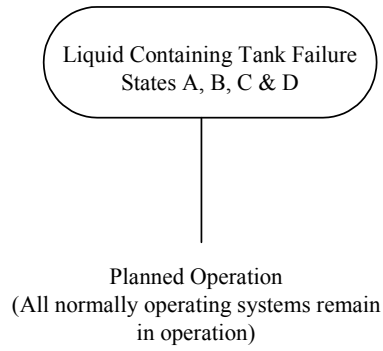 Liquid Containing Tank Failure
States A, B, C & D
Planned Operation
(All normally operating systems remain
in operation)